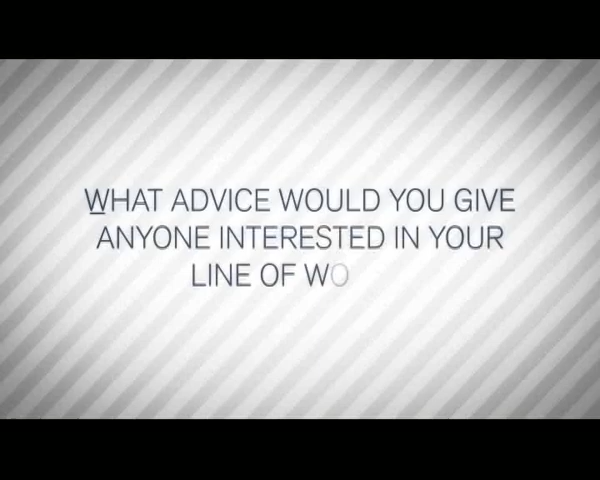 WHAT ADVICE WOULD YOU GIVE
ANYONE INTERESTED IN YOUR
LINE OF WO